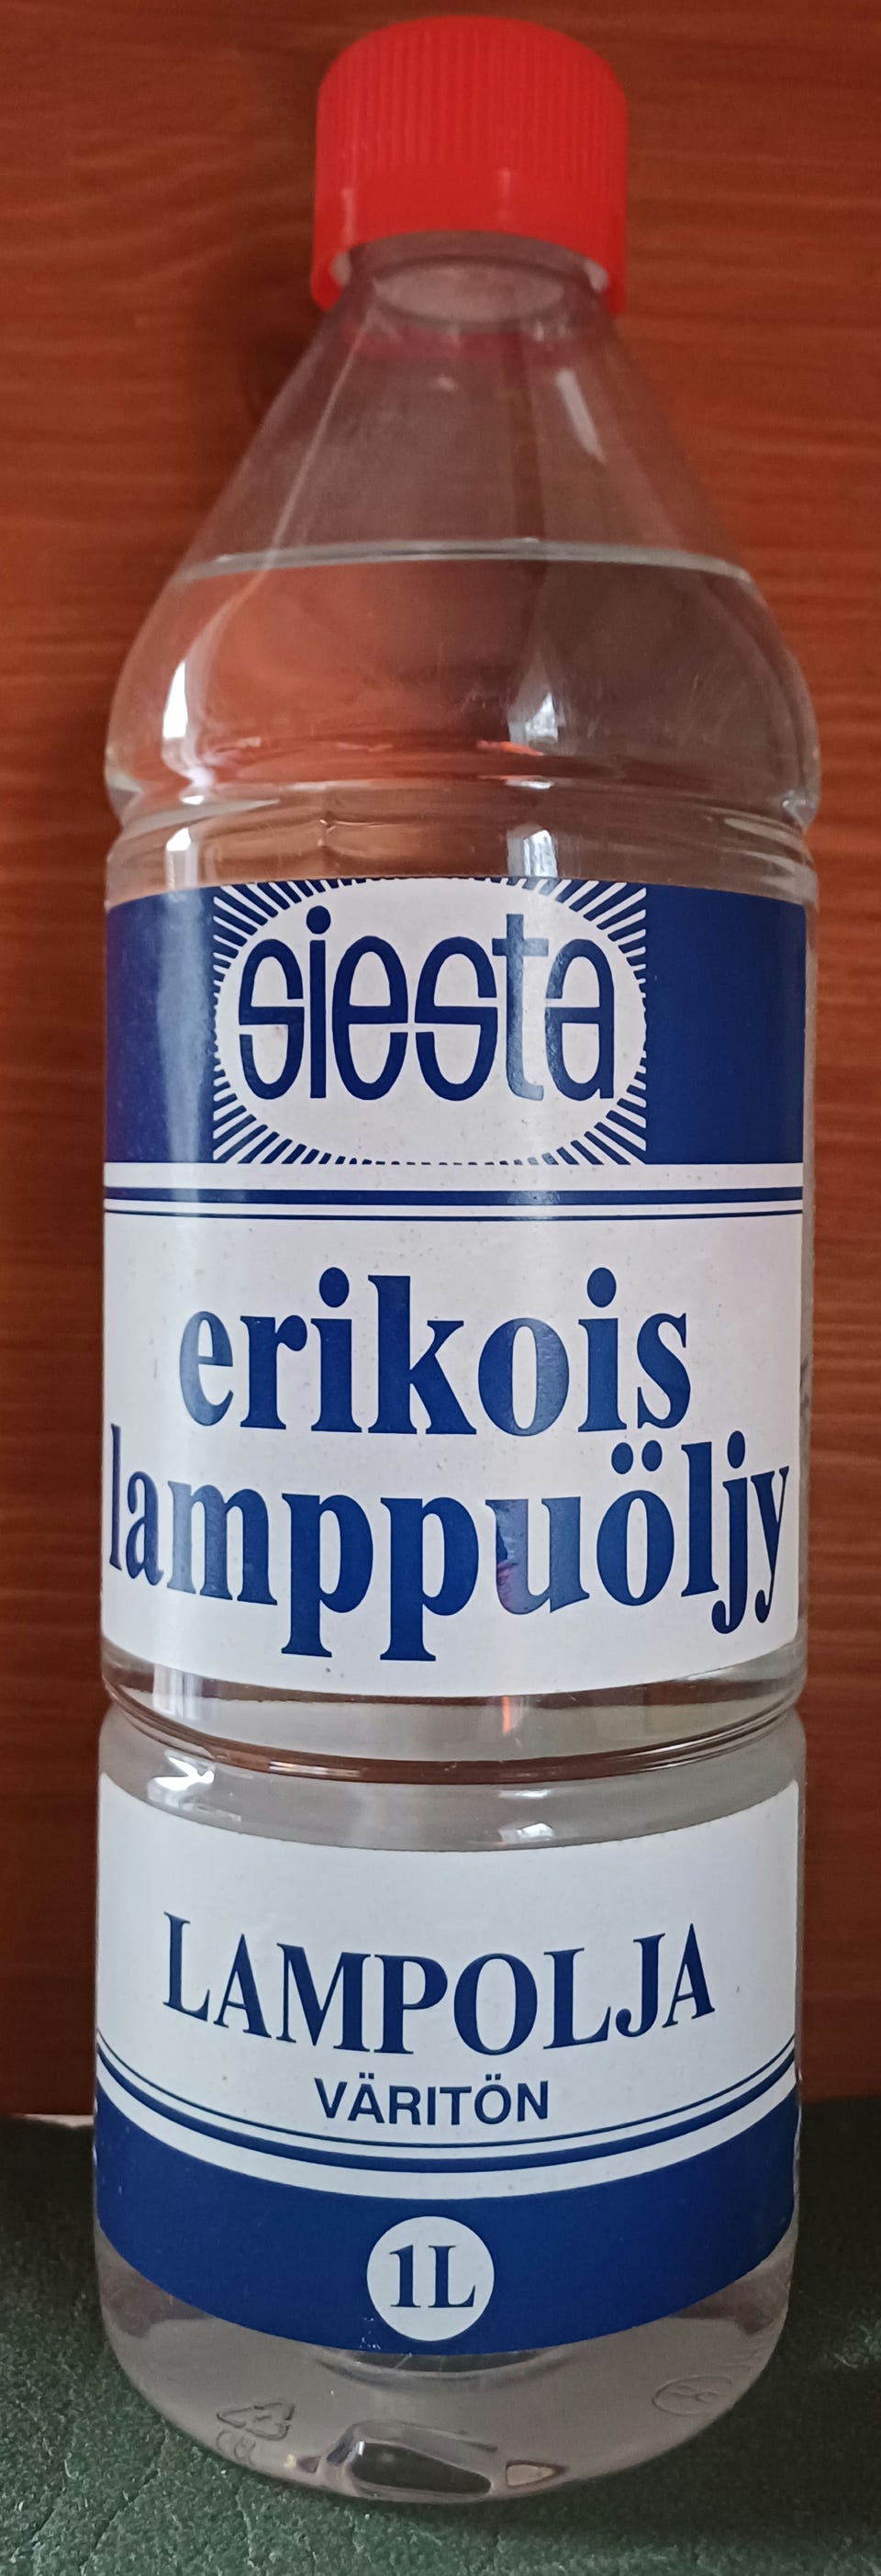 siesta
erikois
lamppuöljy
LAMPOLJA
VÄRITÖN
1L